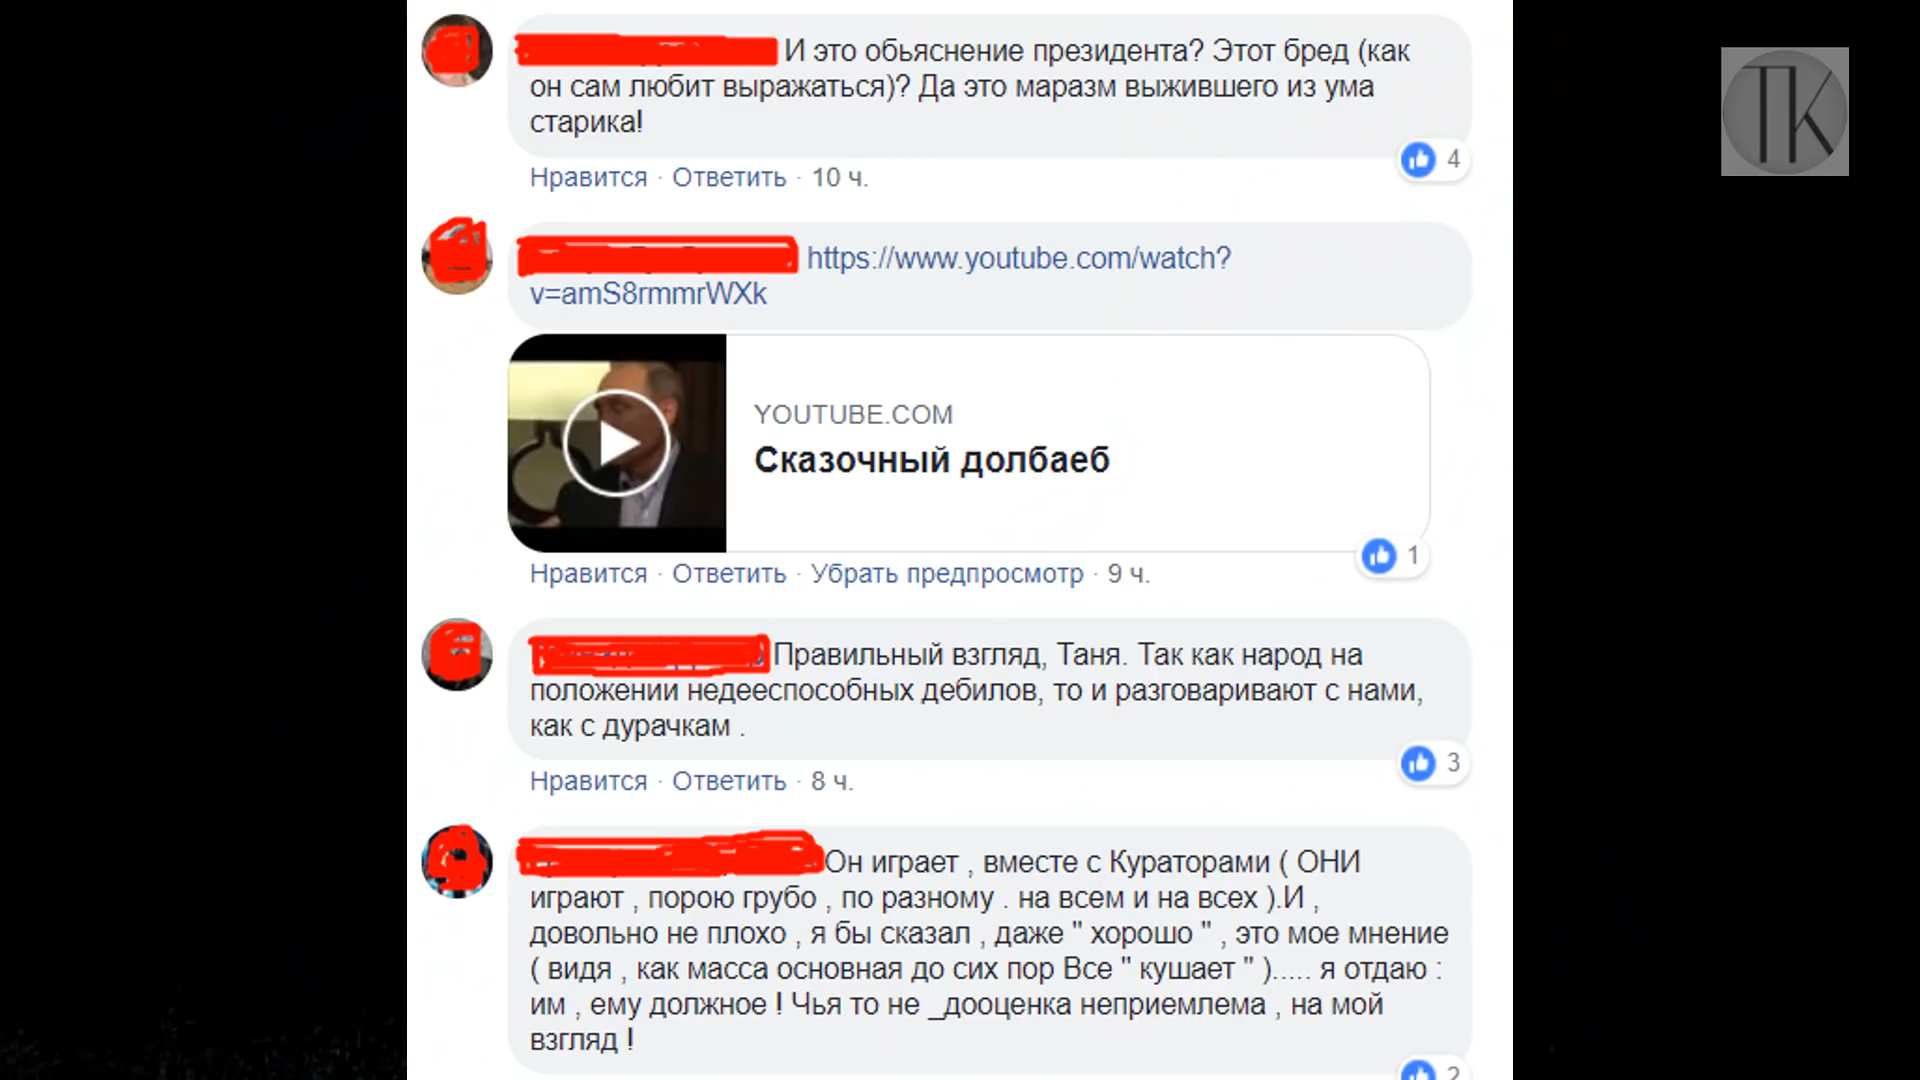 И это обьяснение президента? Этот бред (как
он сам любит выражаться)? Да это маразм выжившего из ума
старика!
4
Нравится · Ответить · 10 ч.
https://www.youtube.com/watch?
v=amS8rmmrWXk
YOUTUBE.COM
Сказочный долбаеб
1
Нравится · Ответить · Убрать предпросмотр · 9 ч.
Правильный взгляд, Таня. Так как народ на
положении недееспособных дебилов, то и разговаривают с нами,
как с дурачкам .
3
Нравится · Ответить · 8 ч.
Он играет , вместе с Кураторами ( ОНИ
играют , порою грубо , по разному . на всем и на всех ).И ,
довольно не плохо , я бы сказал , даже " хорошо " , это мое мнение
( видя , как масса основная до сих пор Все " кушает " )..... я отдаю :
им , ему должное ! Чья то не _дооценка неприемлема , на мой
взгляд !
2
ТК